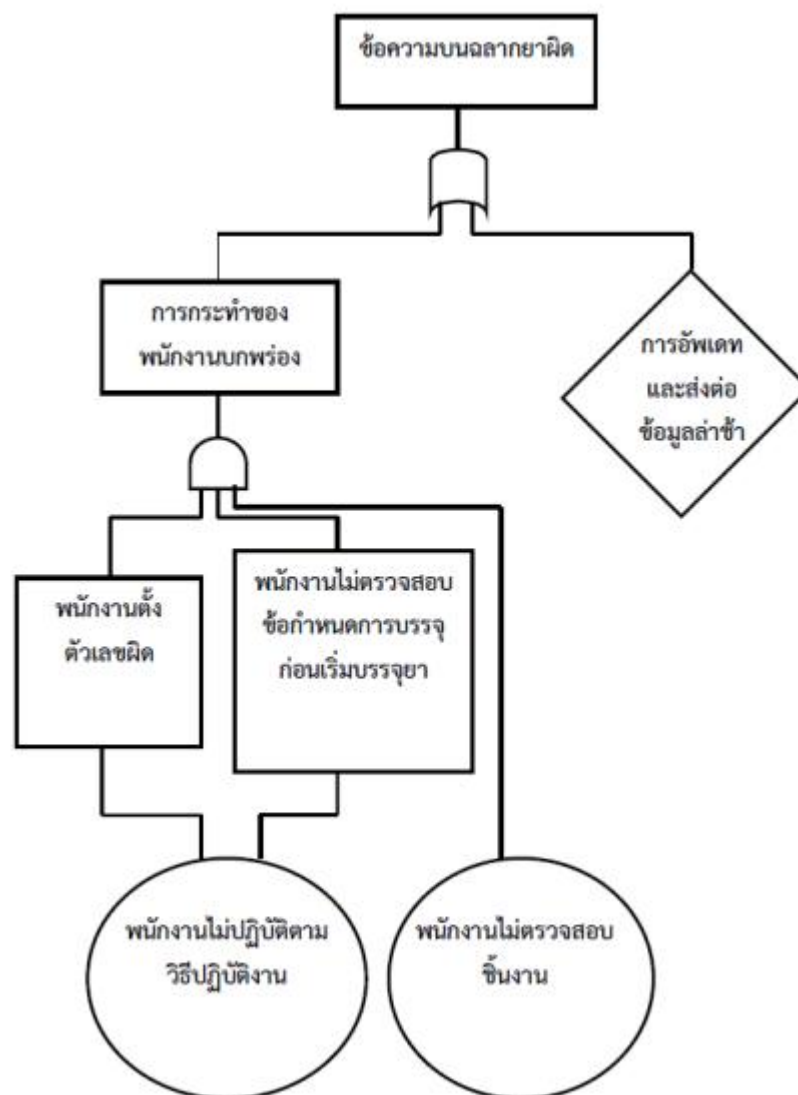 ข้อความบนฉลากยาผิด
การกระทำของ
พนักงานบกพร่อง
การอัพเดท
และส่งต่อ
ข้อมูลล่าช้า
พนักงานตั้ง
ตัวเลขผิด
พนักงานไม่ตรวจสอบ
ข้อกำหนดการบรรจุ
ก่อนเริ่มบรรจุยา
พนักงานไม่ปฏิบัติตาม
วิธีปฏิบัติงาน
พนักงานไม่ตรวจสอบ
ชิ้นงาน